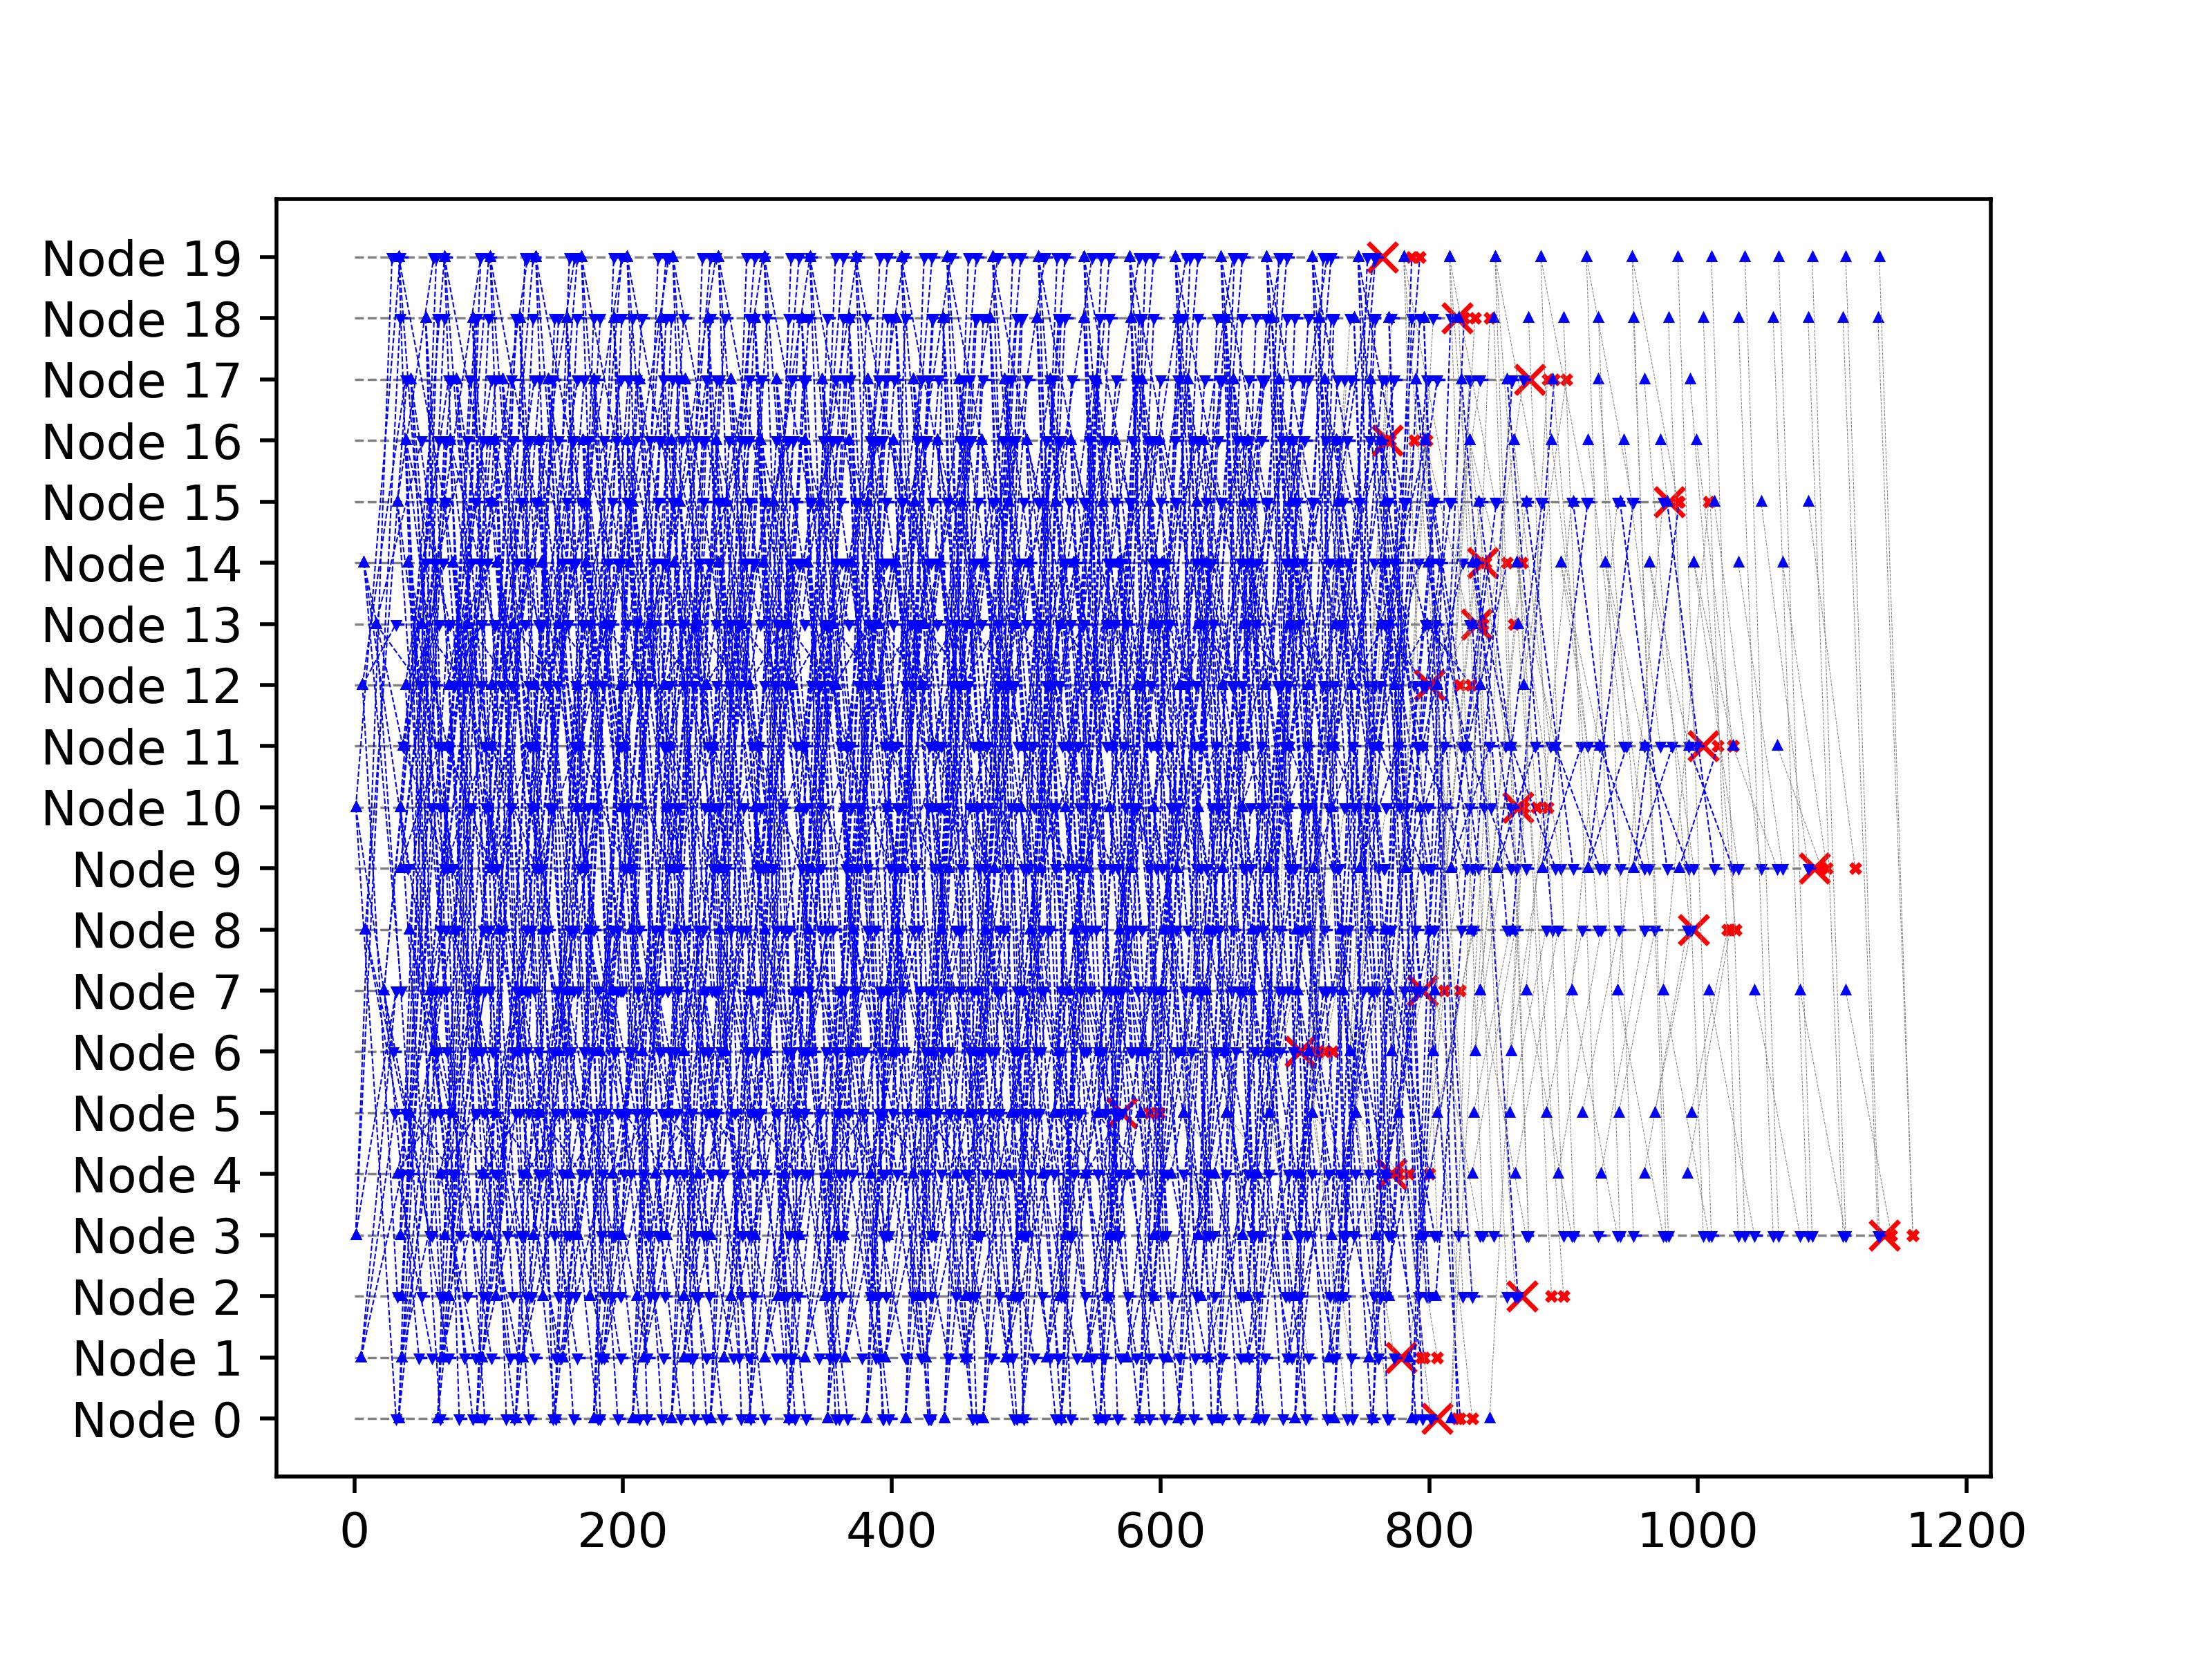 Node 19
Node 18
Node 17
Node 16
Node 15
Node 14
Node 13
Node 12
Node 11
Node 10
Node 9
Node 8
Node 7
Node 6
Node 5
Node 4
Node 3
Node 2
Node 1
Node 0
0 200 400 600 800 1000 1200